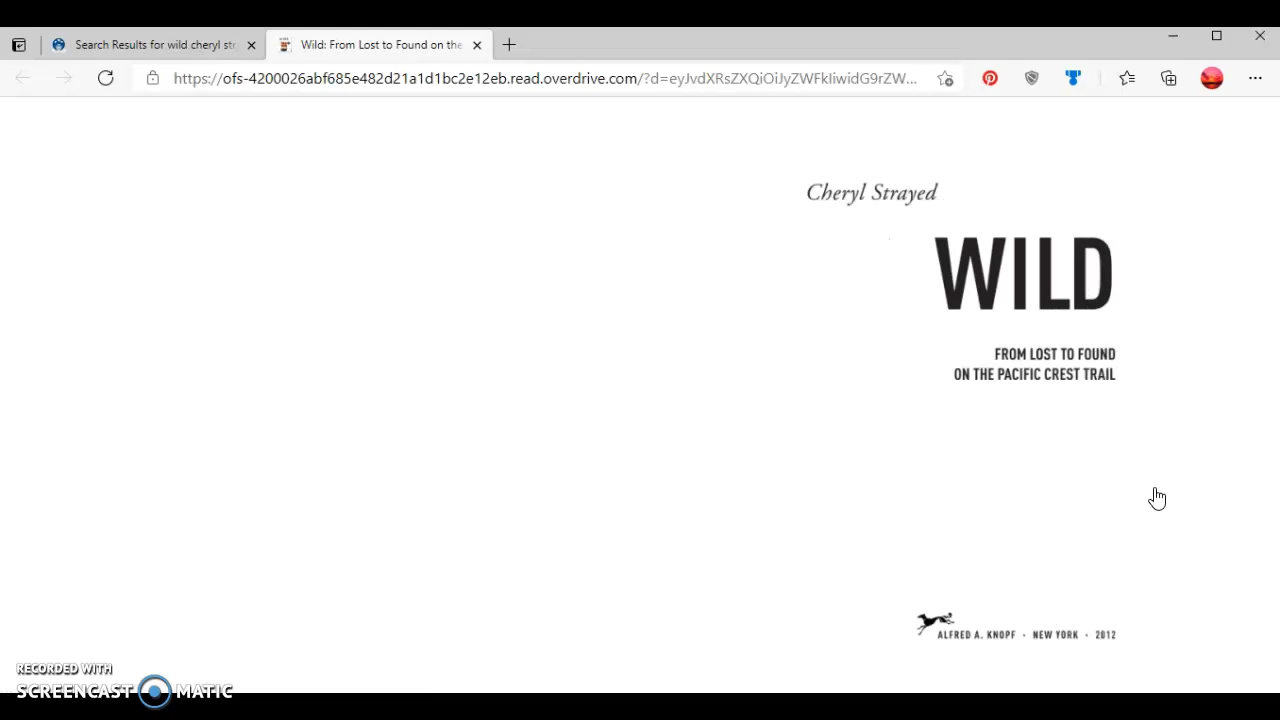 Search Results for wild cheryl str
Wild: From Lost to Found on the
https://ofs-4200026abf685e482d21a1d1bc2e12eb.read.overdrive.com/?d=eyJvdXRsZXQiOiJyZWFkIiwidG9rZW...
Cheryl Strayed
WILD
FROM LOST TO FOUND
ON THE PACIFIC CREST TRAIL
ALFRED A. KNOPF · NEW YORK · 2012
RECORDED WITH
SCREENCAST MATIC